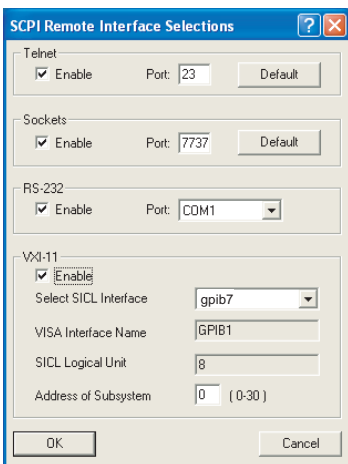 SCPI Remote Interface Selections
Telnet
Enable Port: 23 Default
Sockets
Enable Port: 7737 Default
RS-232
Enable Port: COM1
VXI-11
Enable
Select SICL Interface gpib7
VISA Interface Name GPIB1
SICL Logical Unit 8
Address of Subsystem 0 ( 0-30 )
OK Cancel